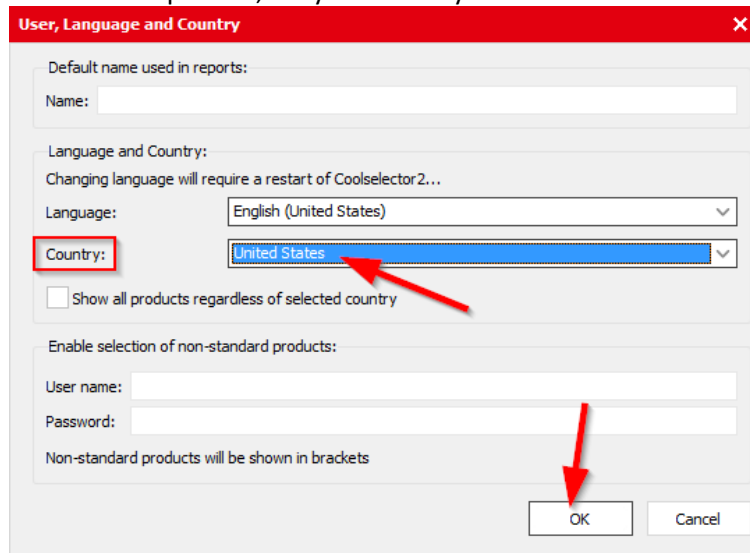 User, Language and Country
Default name used in reports:
Name:
Language and Country:
Changing language will require a restart of Coolselector2...
Language: English (United States)
Country: United States
Show all products regardless of selected country
Enable selection of non-standard products:
User name:
Password:
Non-standard products will be shown in brackets
OK Cancel